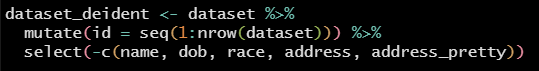 dataset_deident <- dataset %>%
  mutate(id = seq(1:nrow(dataset))) %>%
  select(-c(name, dob, race, address, address_pretty))